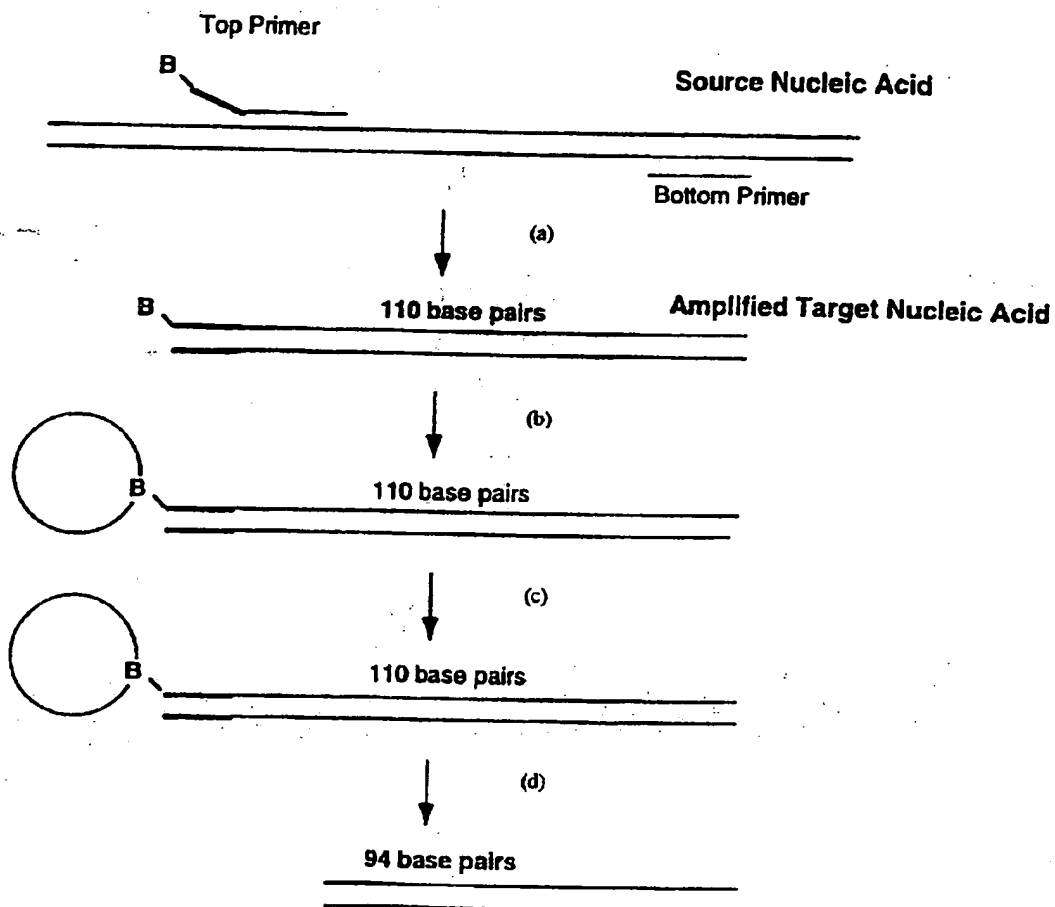 Top Primer
B
Source Nucleic Acid
Bottom Primer
(a)
B
110 base pairs
Amplified Target Nucleic Acid
(b)
B
110 base pairs
(c)
B
110 base pairs
(d)
94 base pairs